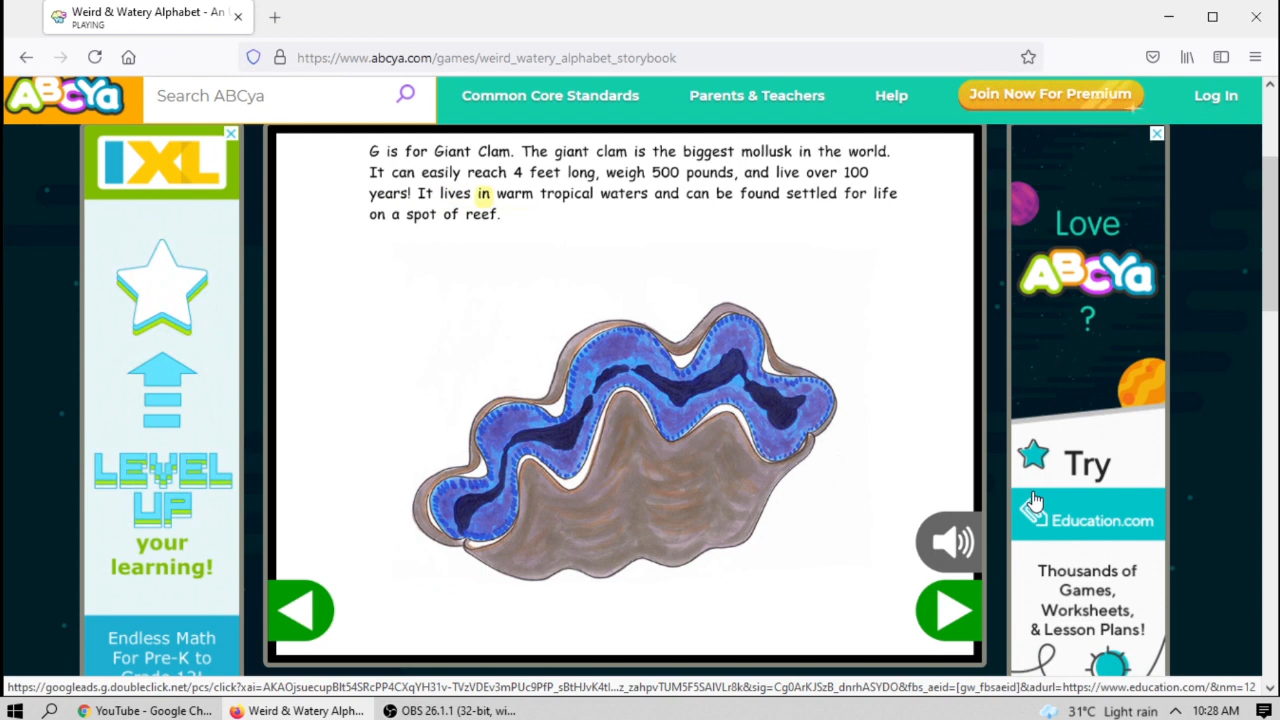 Weird & Watery Alphabet - An
PLAYING
https://www.abcya.com/games/weird_watery_alphabet_storybook
ABCYa
Search ABCya
Common Core Standards
Parents & Teachers
Help
Join Now For Premium
Log In
IXL
LEVEL
UP
your
learning!
Endless Math
For Pre-K to
G is for Giant Clam. The giant clam is the biggest mollusk in the world.
It can easily reach 4 feet long, weigh 500 pounds, and live over 100
years! It lives in warm tropical waters and can be found settled for life
on a spot of reef.
Love
ABCYa
?
Try
Education.com
Thousands of
Games,
Worksheets,
& Lesson Plans!
YouTube - Google Ch...
Weird & Watery Alph...
OBS 26.1.1 (32-bit, wi...
31°C Light rain
10:28 AM